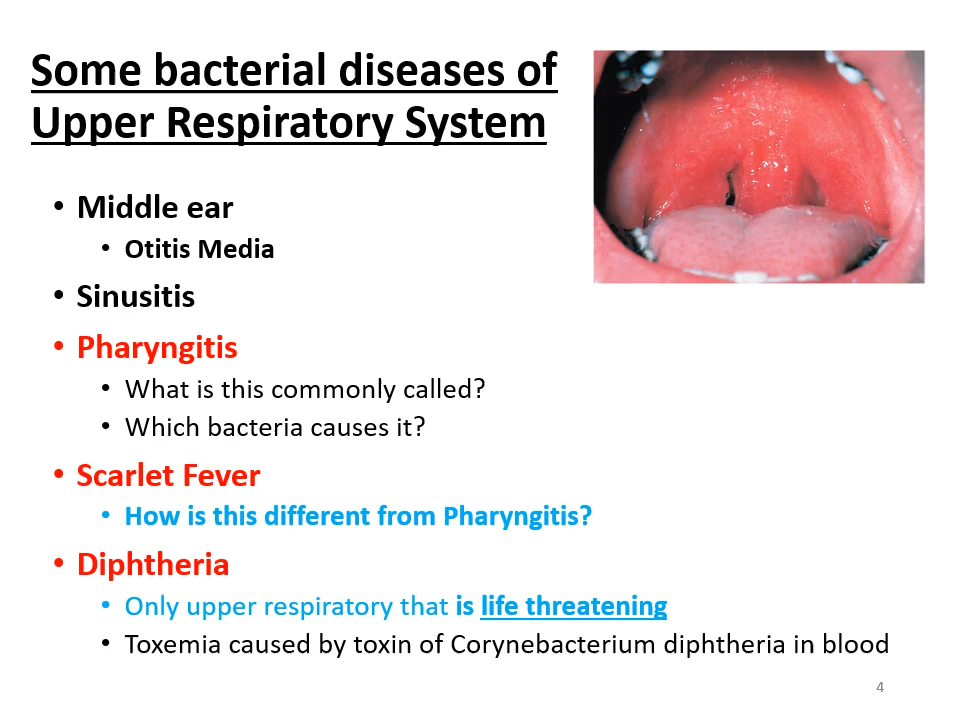 Some bacterial diseases of
Upper Respiratory System
• Middle ear
• Otitis Media
• Sinusitis
• Pharyngitis
• What is this commonly called?
• Which bacteria causes it?
• Scarlet Fever
• How is this different from Pharyngitis?
• Diphtheria
• Only upper respiratory that is life threatening
• Toxemia caused by toxin of Corynebacterium diphtheria in blood
4